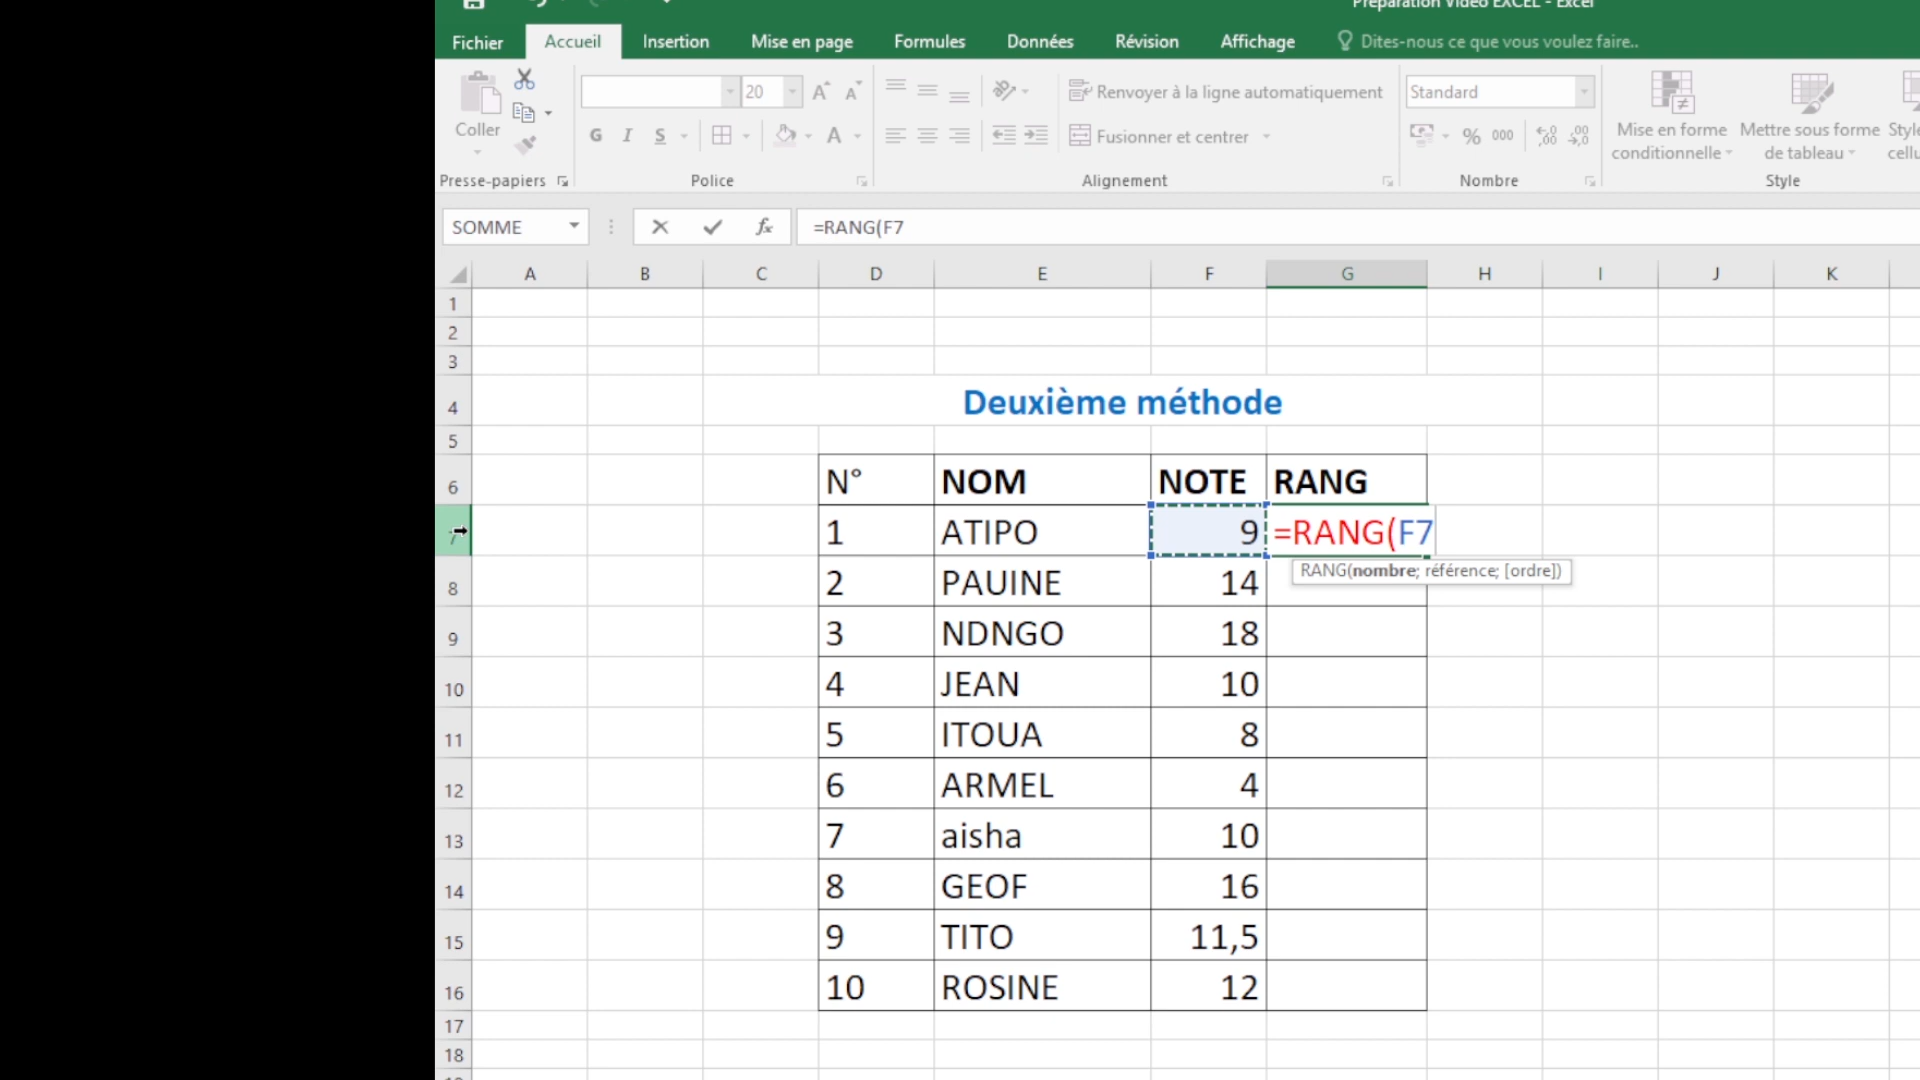 Préparation Vidéo EXCEL - Excel
Fichier Accueil Insertion Mise en page Formules Données Révision Affichage Dites-nous ce que vous voulez faire..
20 A A Renvoyer à la ligne automatiquement Standard
Coller G I S A Fusionner et centrer % 000
Mise en forme conditionnelle
Mettre sous forme de tableau
Presse-papiers Police Alignement Nombre Style
SOMME fx =RANG(F7
A B C D E F G H I J K
1
2
3
4 Deuxième méthode
5
6 N° NOM NOTE RANG
7 1 ATIPO 9 =RANG(F7
RANG(nombre; référence; [ordre])
8 2 PAUINE 14
9 3 NDNGO 18
10 4 JEAN 10
11 5 ITOUA 8
12 6 ARMEL 4
13 7 aisha 10
14 8 GEOF 16
15 9 TITO 11,5
16 10 ROSINE 12
17
18